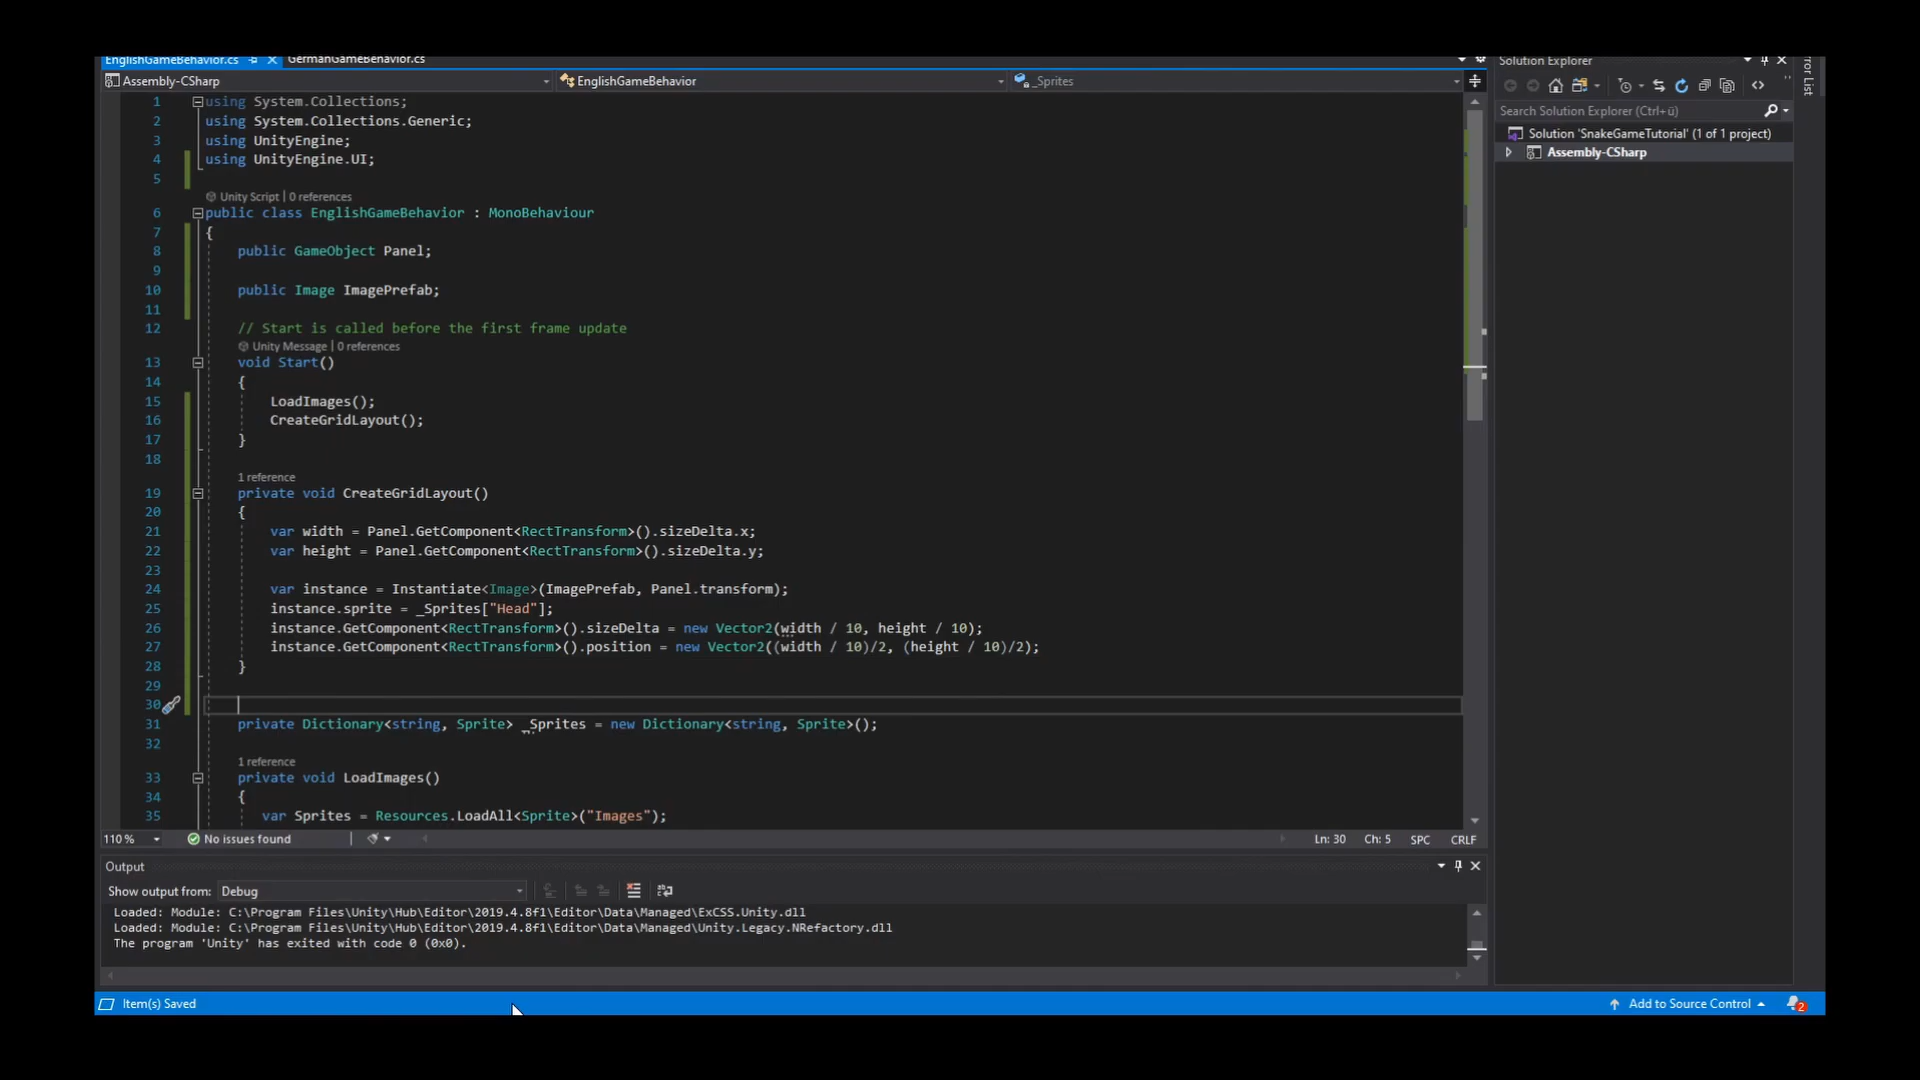 EnglishGameBehavior.cs
GermanGameBehavior.cs
Assembly-CSharp
EnglishGameBehavior
_Sprites
1 using System.Collections;
2 using System.Collections.Generic;
3 using UnityEngine;
4 using UnityEngine.UI;
5
Unity Script | 0 references
6 public class EnglishGameBehavior : MonoBehaviour
7 {
8 public GameObject Panel;
9
10 public Image ImagePrefab;
11
12 // Start is called before the first frame update
Unity Message | 0 references
13 void Start()
14 {
15 LoadImages();
16 CreateGridLayout();
17 }
18
1 reference
19 private void CreateGridLayout()
20 {
21 var width = Panel.GetComponent<RectTransform>().sizeDelta.x;
22 var height = Panel.GetComponent<RectTransform>().sizeDelta.y;
23
24 var instance = Instantiate<Image>(ImagePrefab, Panel.transform);
25 instance.sprite = _Sprites["Head"];
26 instance.GetComponent<RectTransform>().sizeDelta = new Vector2(width / 10, height / 10);
27 instance.GetComponent<RectTransform>().position = new Vector2((width / 10)/2, (height / 10)/2);
28 }
29
30
31 private Dictionary<string, Sprite> _Sprites = new Dictionary<string, Sprite>();
32
1 reference
33 private void LoadImages()
34 {
35 var Sprites = Resources.LoadAll<Sprite>("Images");
110 %
No issues found
Ln: 30 Ch: 5 SPC CRLF
Output
Show output from: Debug
Loaded: Module: C:\Program Files\Unity\Hub\Editor\2019.4.8f1\Editor\Data\Managed\ExCSS.Unity.dll
Loaded: Module: C:\Program Files\Unity\Hub\Editor\2019.4.8f1\Editor\Data\Managed\Unity.Legacy.NRefactory.dll
The program 'Unity' has exited with code 0 (0x0).
Item(s) Saved
Add to Source Control
2
Solution Explorer
Search Solution Explorer (Ctrl+ü)
Solution 'SnakeGameTutorial' (1 of 1 project)
Assembly-CSharp